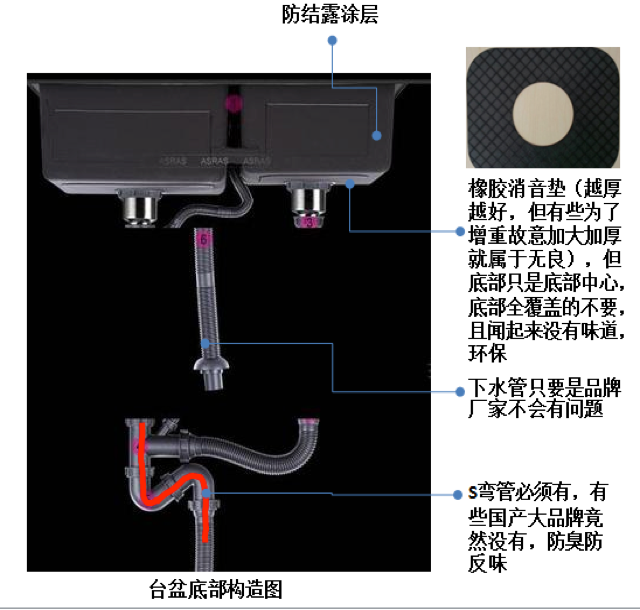 防结露涂层
ASRAS ASRAS ASRAS
橡胶消音垫（越厚
越好，但有些为了
增重故意加大加厚
就属于无良），但
底部只是底部中心，
底部全覆盖的不要，
且闻起来没有味道，
环保
3
6
下水管只要是品牌
厂家不会有问题
S弯管必须有，有
些国产大品牌竟
然没有，防臭防
反味
台盆底部构造图